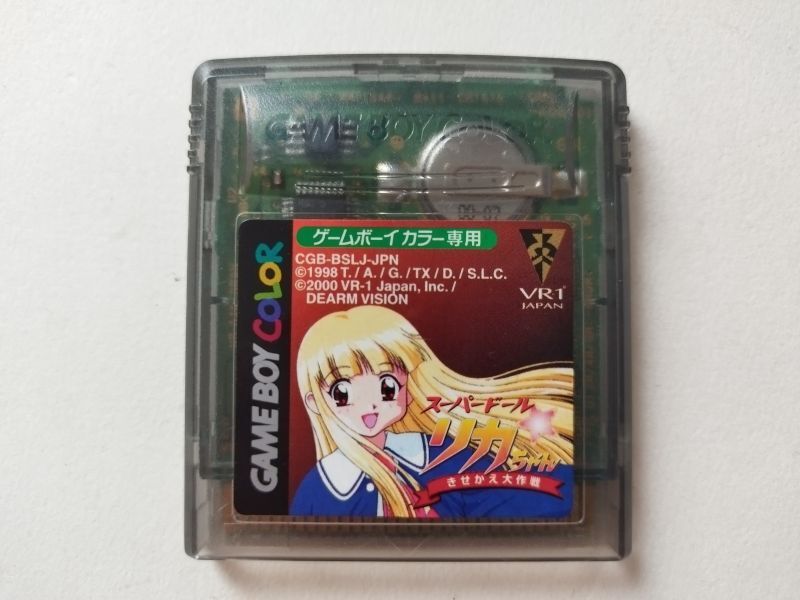 GAME BOY COLOR
ゲームボーイカラー専用
CGB-BSLJ-JPN
©1998 T. / A. / G. / TX / D. / S.L.C.
©2000 VR-1 Japan, Inc. /
DEARM VISION
VR1®
JAPAN
GAME BOY COLOR
スーパードール
リカちゃん
きせかえ大作戦